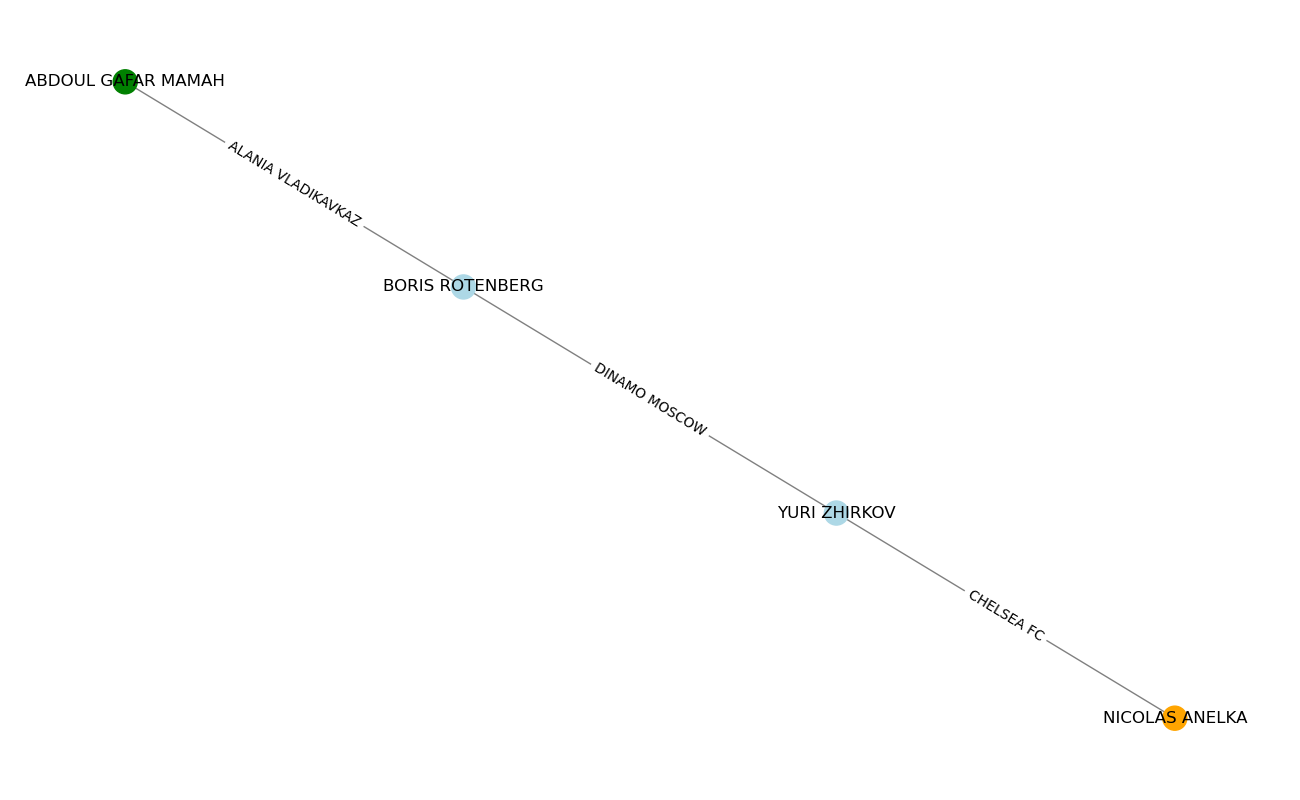 ABDOUL GAFAR MAMAH
ALANIA VLADIKAVKAZ
BORIS ROTENBERG
DINAMO MOSCOW
YURI ZHIRKOV
CHELSEA FC
NICOLAS ANELKA